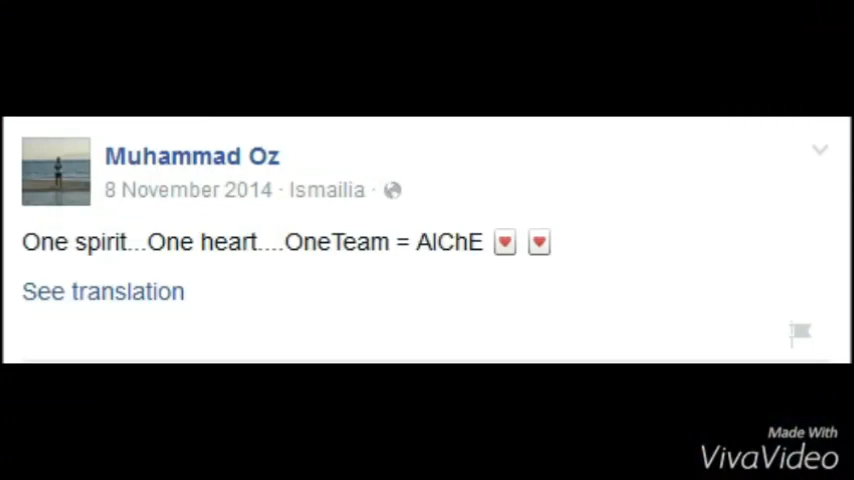 Muhammad Oz
8 November 2014 · Ismailia ·
One spirit...One heart....OneTeam = AIChE
See translation
Made With
VivaVideo